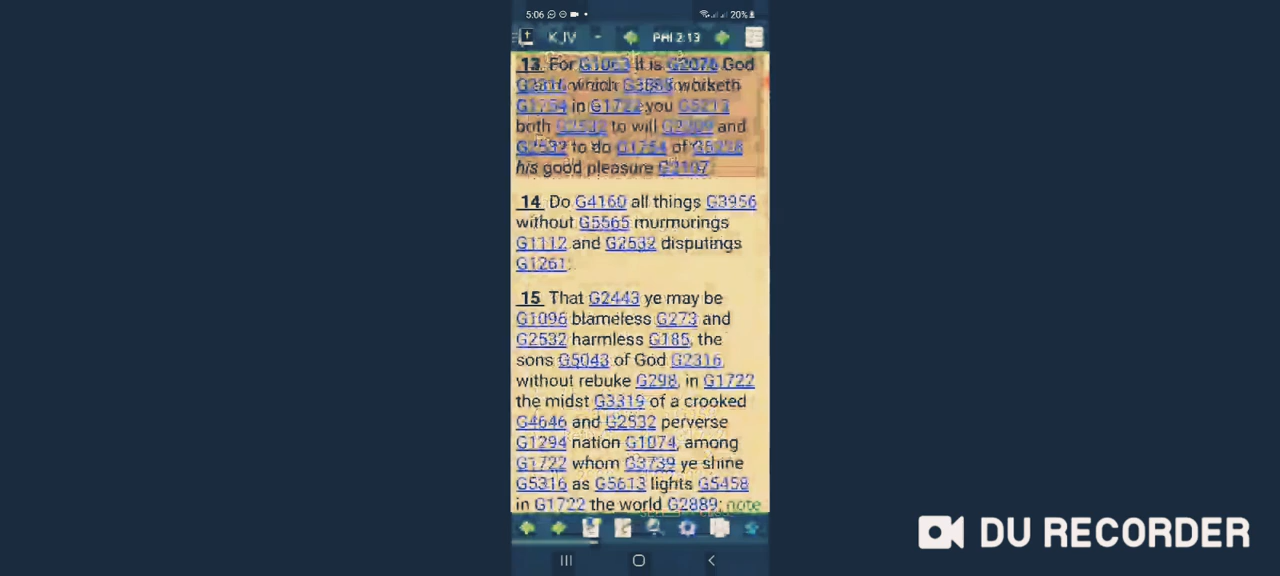 5:06 20%
KJV PHI 2:13
13 For G1063 it is G2076 God
G2316 which worketh
G1754 in G1722 you G5213
both G2532 to will G2309 and
G2532 to do G1754 of G5228
his good pleasure G2107
14 Do G4160 all things G3956
without G5565 murmurings
G1112 and G2532 disputings
G1261:
15 That G2443 ye may be
G1096 blameless G273 and
G2532 harmless G185, the
sons G5043 of God G2316,
without rebuke G298, in G1722
the midst G3319 of a crooked
G4646 and G2532 perverse
G1294 nation G1074, among
G1722 whom G3739 ye shine
G5316 as G5613 lights G5458
in G1722 the world G2889; note
DU RECORDER